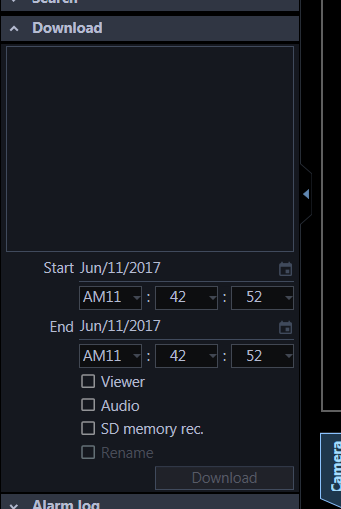 Search
Download
Start Jun/11/2017
AM11 : 42 : 52
End Jun/11/2017
AM11 : 42 : 52
Viewer
Audio
SD memory rec.
Rename
Download
Alarm log
Camera